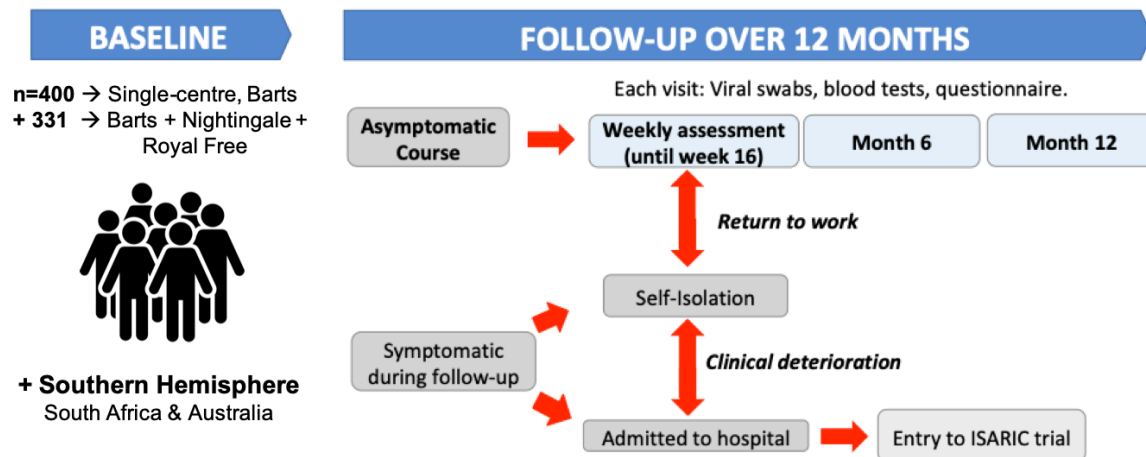 BASELINE
n=400 → Single-centre, Barts
+ 331 → Barts + Nightingale +
Royal Free
+ Southern Hemisphere
South Africa & Australia
FOLLOW-UP OVER 12 MONTHS
Each visit: Viral swabs, blood tests, questionnaire.
Asymptomatic
Course
Weekly assessment
(until week 16)
Month 6
Month 12
Return to work
Self-Isolation
Symptomatic
during follow-up
Clinical deterioration
Admitted to hospital
Entry to ISARIC trial